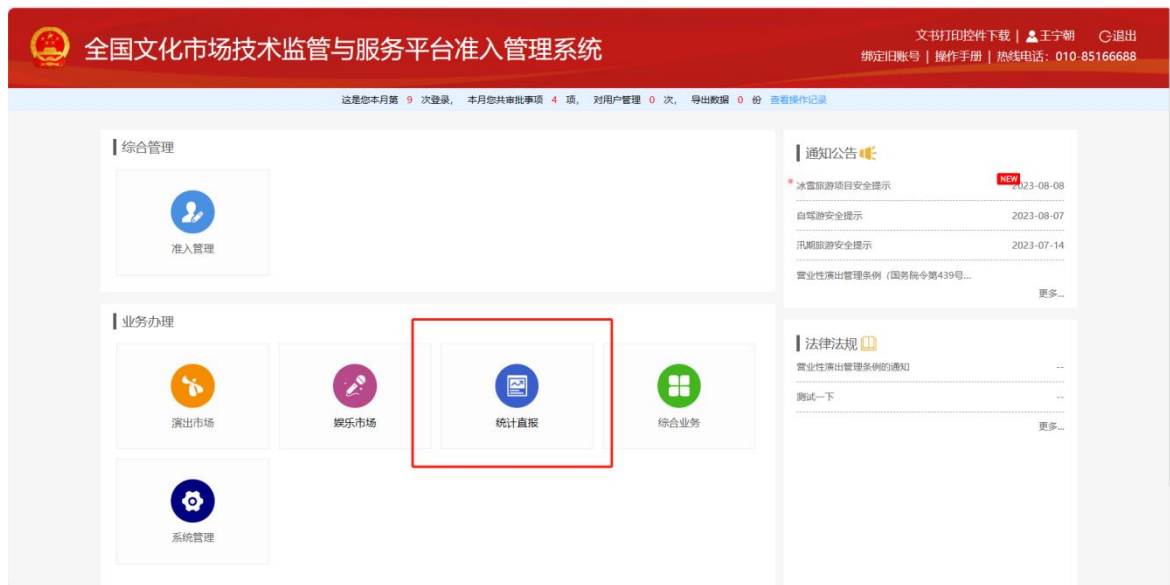 全国文化市场技术监管与服务平台准入管理系统
文书打印控件下载 | 王宁朝 退出
绑定旧账号 | 操作手册 | 热线电话：010-85166688
这是您本月第 9 次登录， 本月您共审批事项 4 项， 对用户管理 0 次， 导出数据 0 份 查看操作记录
综合管理
准入管理
业务办理
演出市场
娱乐市场
统计直报
综合业务
系统管理
通知公告
* 冰雪旅游项目安全提示 NEW 2023-08-08
自驾游安全提示 2023-08-07
汛期旅游安全提示 2023-07-14
营业性演出管理条例（国务院令第439号...
更多...
法律法规
营业性演出管理条例的通知 --
测试一下 --
更多...